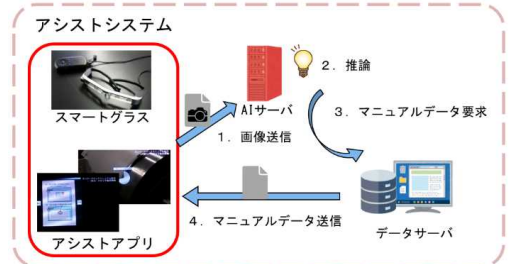 アシストシステム
スマートグラス
アシストアプリ
AIサーバ
1. 画像送信
2. 推論
3. マニュアルデータ要求
4. マニュアルデータ送信
データサーバ